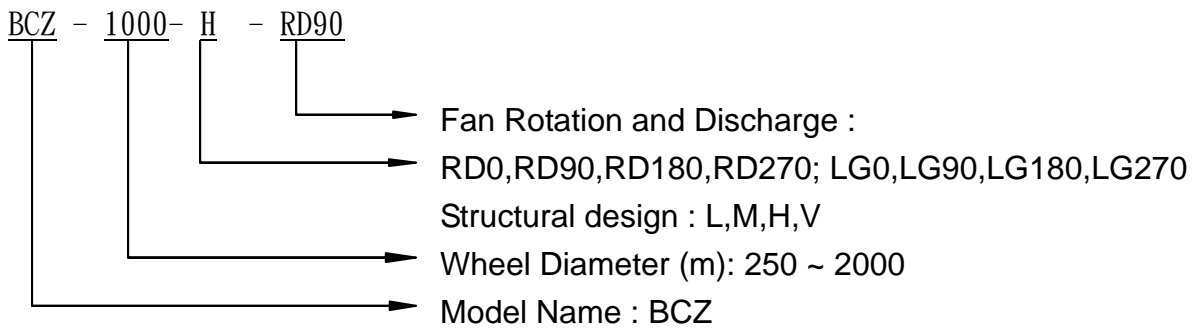 BCZ - 1000- H - RD90
Fan Rotation and Discharge :
RD0,RD90,RD180,RD270; LG0,LG90,LG180,LG270
Structural design : L,M,H,V
Wheel Diameter (m): 250 ~ 2000
Model Name : BCZ